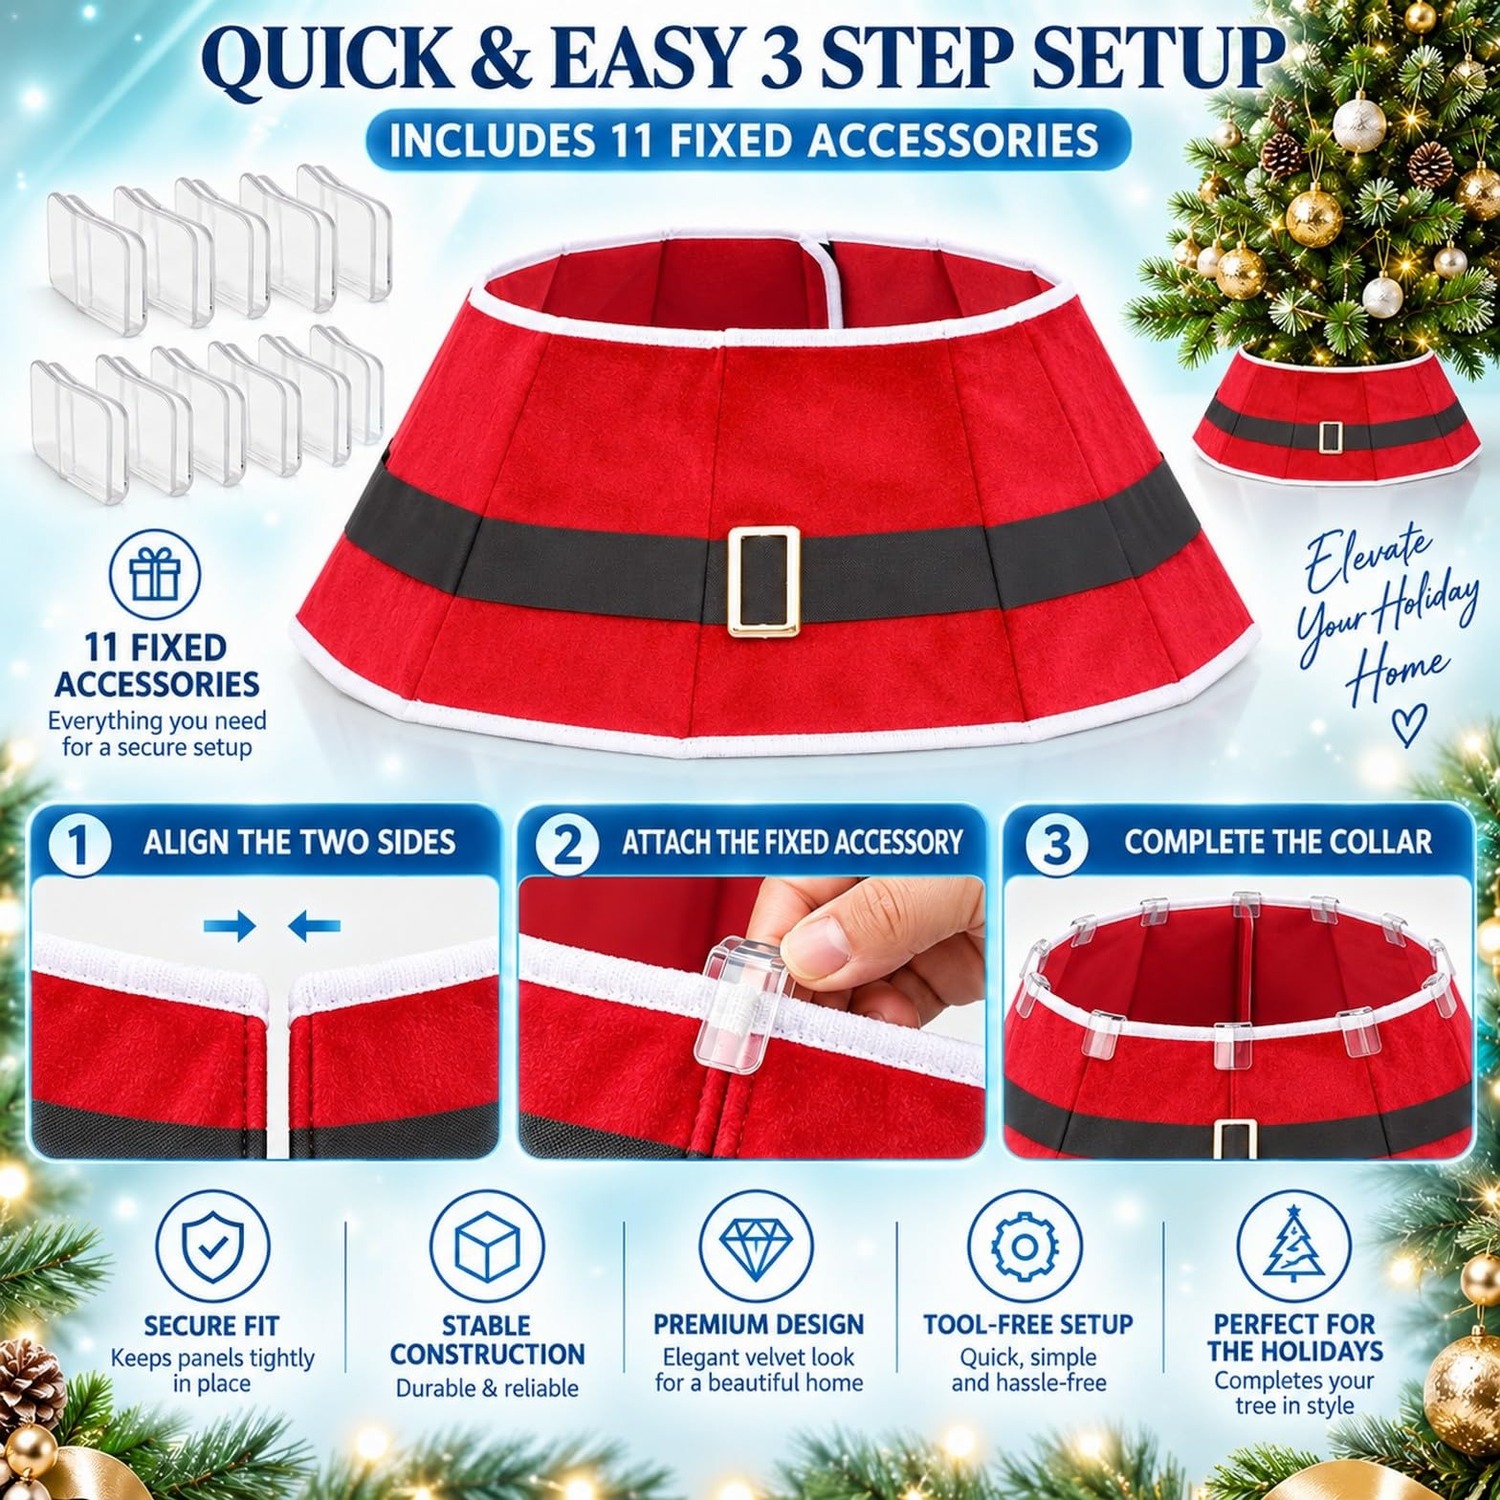 QUICK & EASY 3 STEP SETUP
INCLUDES 11 FIXED ACCESSORIES
Elevate
Your Holiday
Home
11 FIXED
ACCESSORIES
Everything you need
for a secure setup
1 ALIGN THE TWO SIDES
2 ATTACH THE FIXED ACCESSORY
3 COMPLETE THE COLLAR
SECURE FIT
Keeps panels tightly
in place
STABLE
CONSTRUCTION
Durable & reliable
PREMIUM DESIGN
Elegant velvet look
for a beautiful home
TOOL-FREE SETUP
Quick, simple
and hassle-free
PERFECT FOR
THE HOLIDAYS
Completes your
tree in style